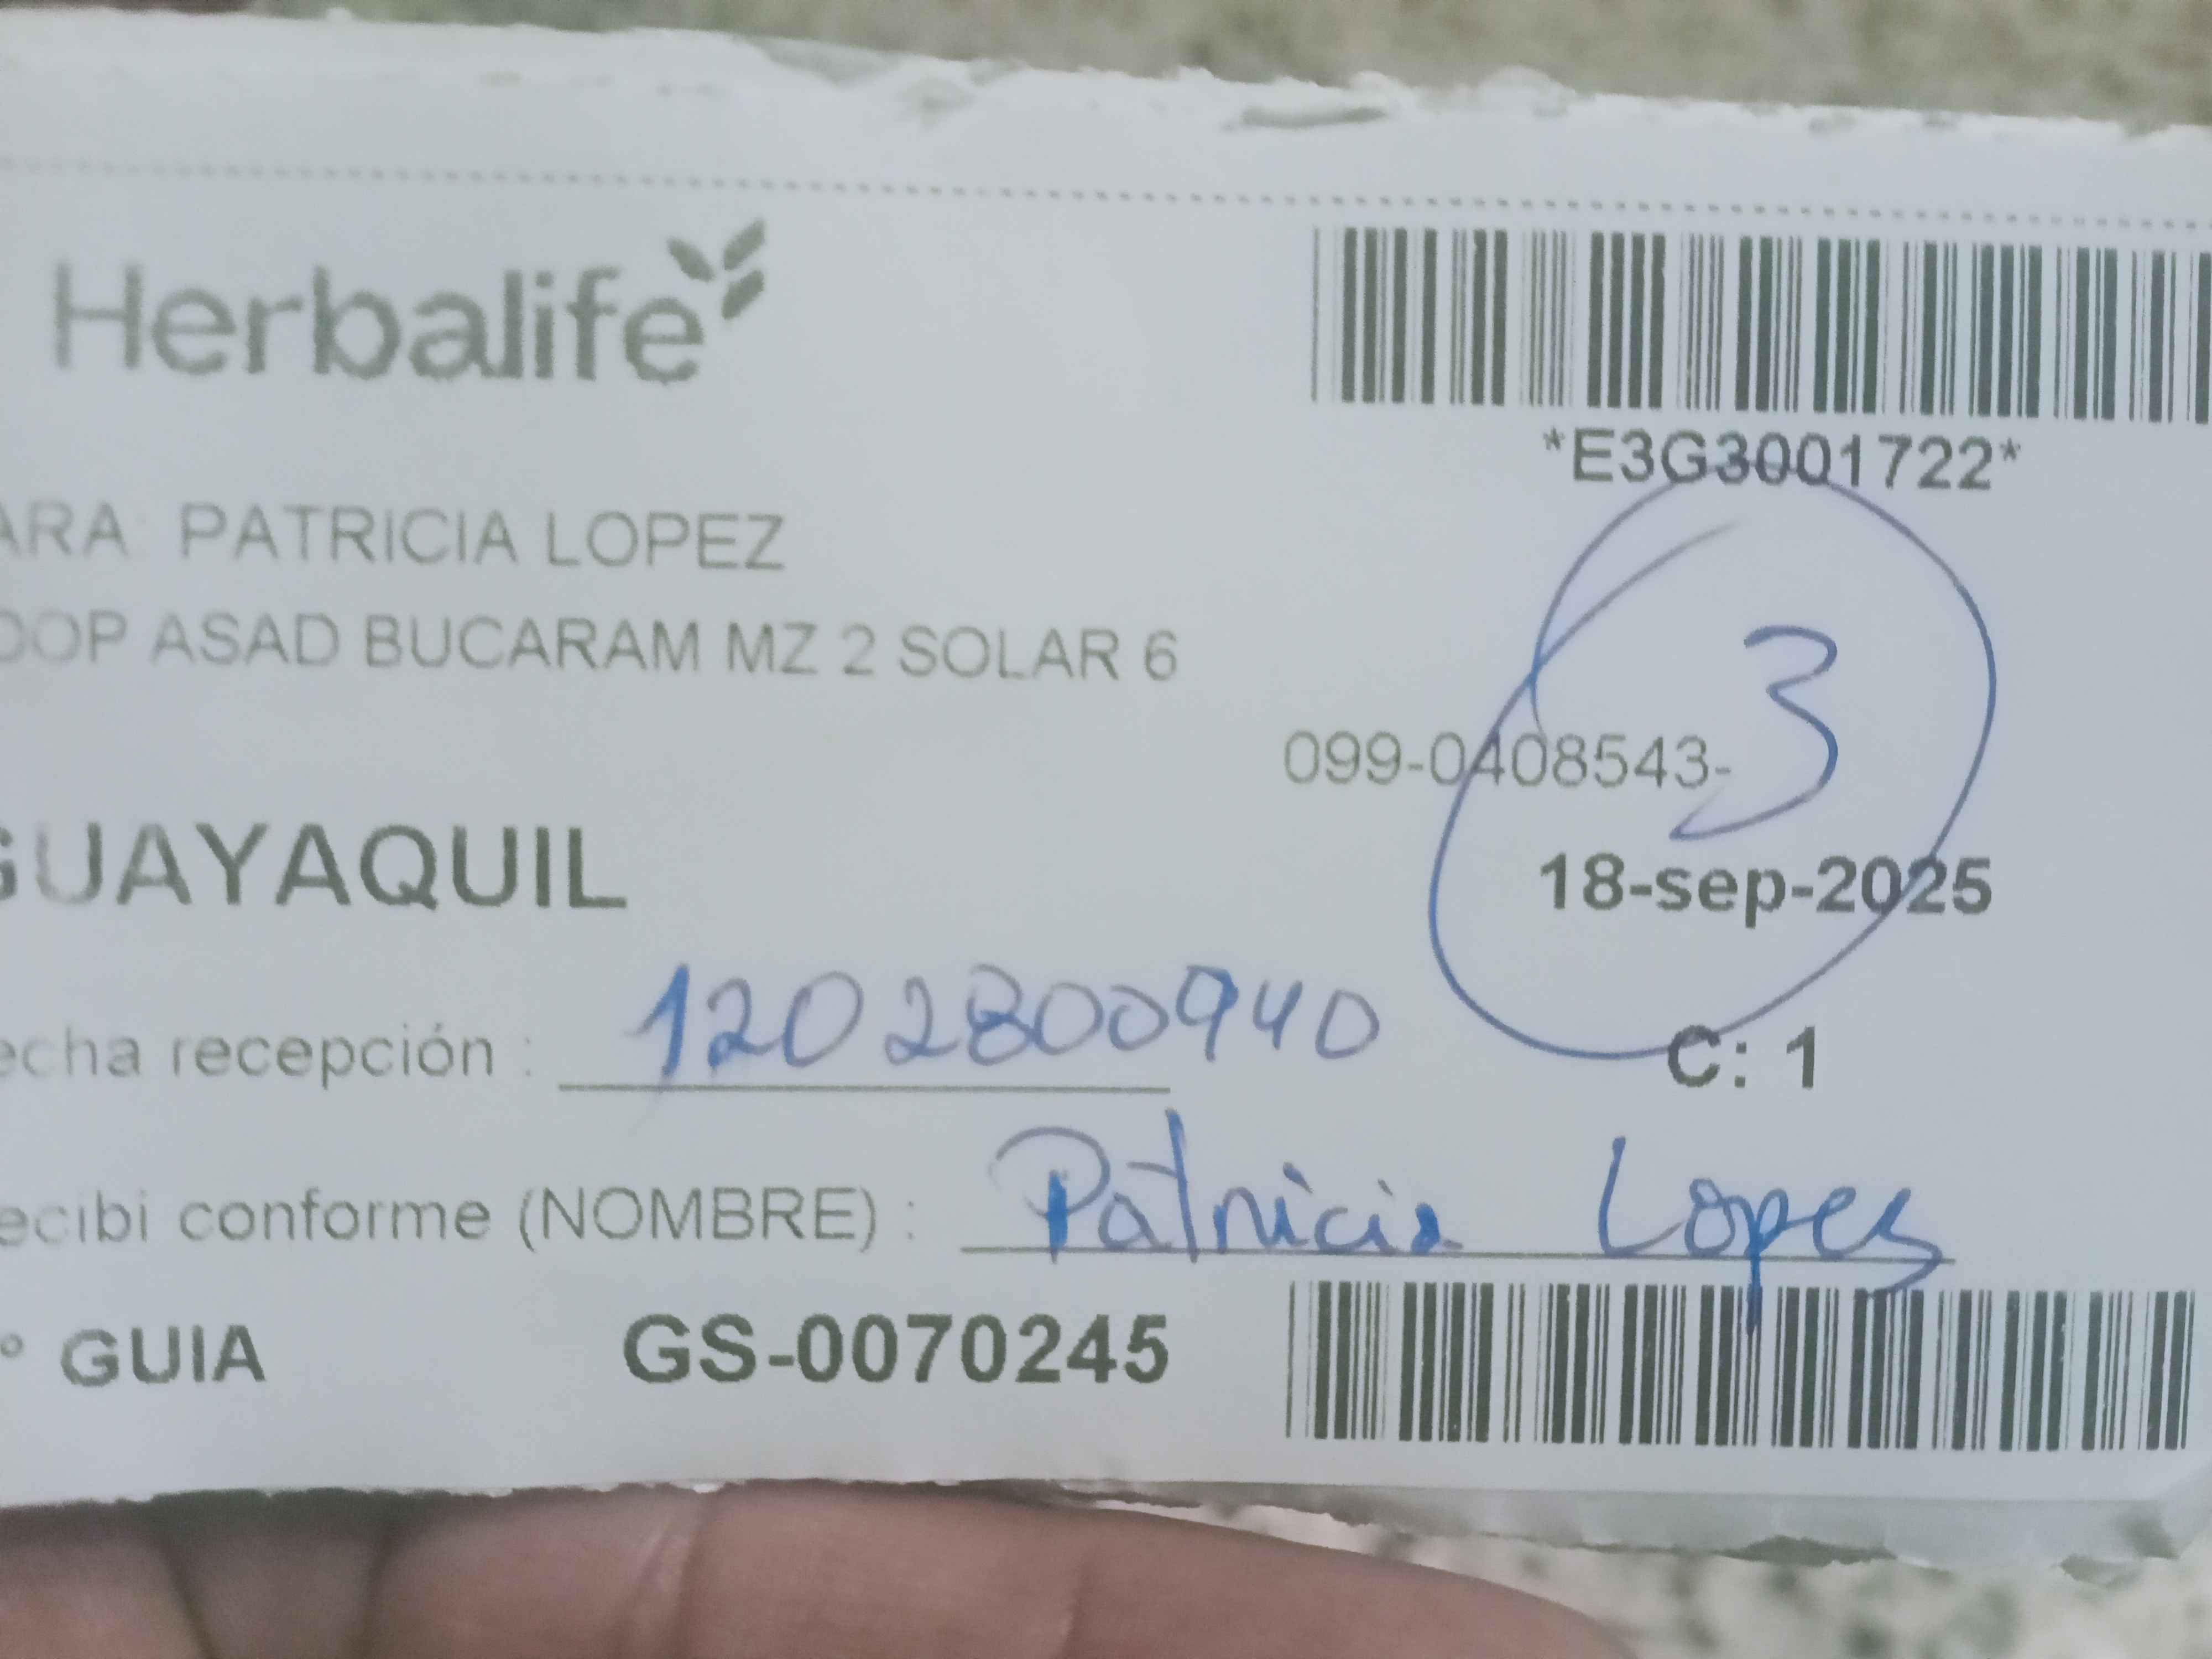 Herbalife
*E3G3001722*
ARA: PATRICIA LOPEZ
OOP ASAD BUCARAM MZ 2 SOLAR 6
3
099-0408543-
GUAYAQUIL
18-sep-2025
echa recepción : 1202800940
C: 1
ecibi conforme (NOMBRE) : Patricia Lopes
° GUIA GS-0070245